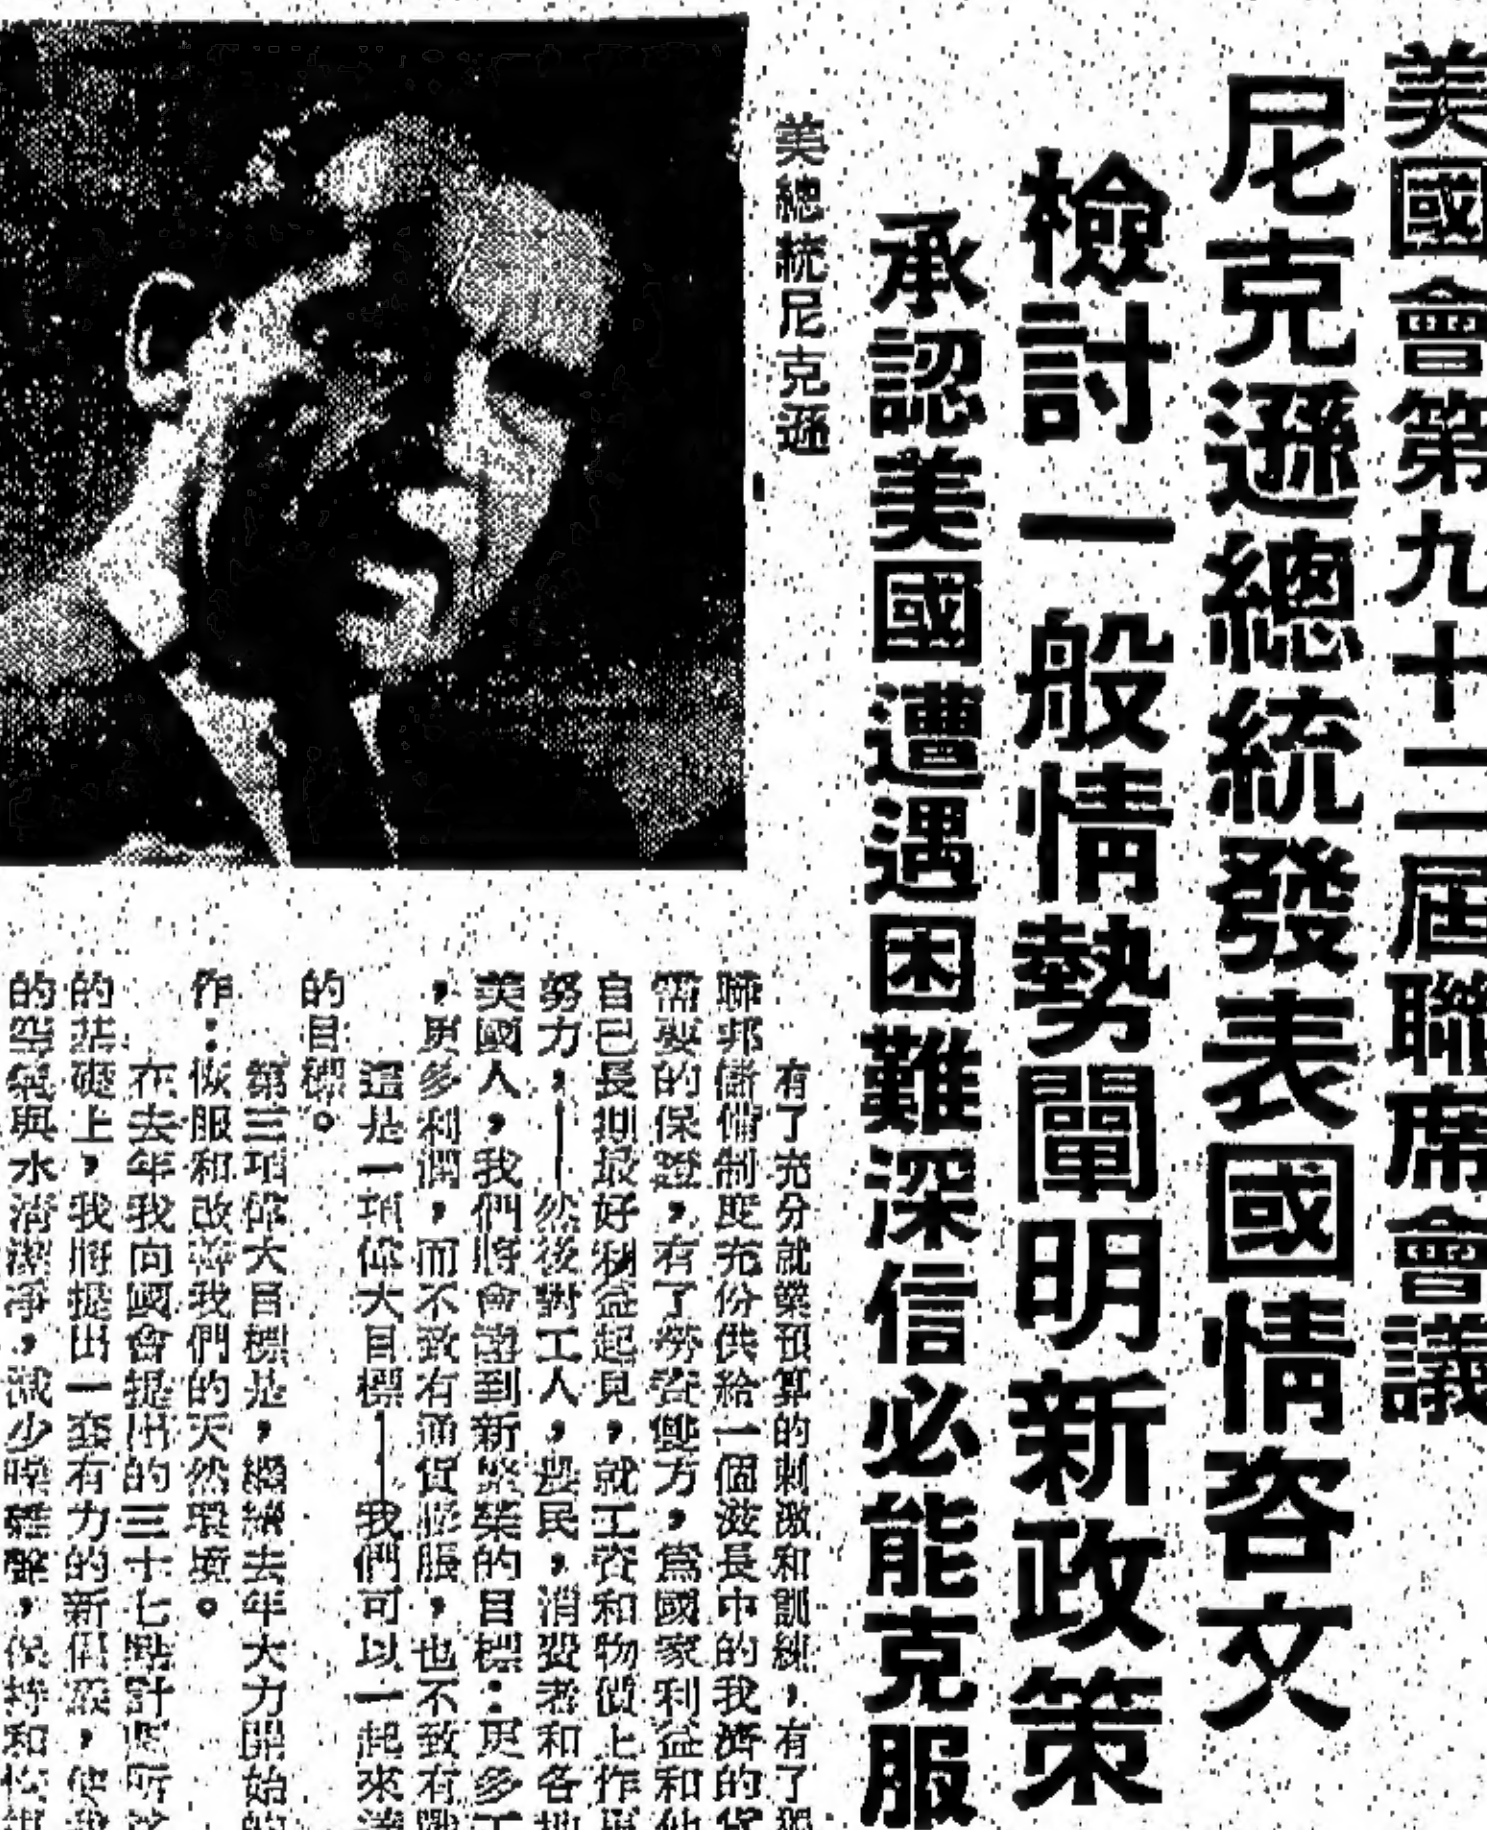 美國會第九十二屆聯席會議
尼克遜總統發表國情咨文
檢討一般情勢闡明新政策
承認美國遭遇困難深信必能克服
美總統尼克遜
有了充分就業預算的刺激和訓練，有了
聯邦儲備制度充份供給一個滋長中的我濟的
需要的保證，有了勞資雙方，為國家利益和他
自己長期最好利益起見，就工資和物價上作
努力，——然後對工人，農民，消費者和各地
美國人，我們將會達到新繁榮的目標：更多工
，更多利潤，而不致有通貨膨脹，也不致有戰
這是一項偉大目標——我們可以一起來達
的目標。
第三項偉大目標是，繼續去年大力開始的
作：恢服和改善我們的天然環境。
在去年我向國會提出的三十七點計
的基礎上，我將提出一套有力的新倡議，使我
的空氣與水清潔淨，減少噪雜聲，保持和恢